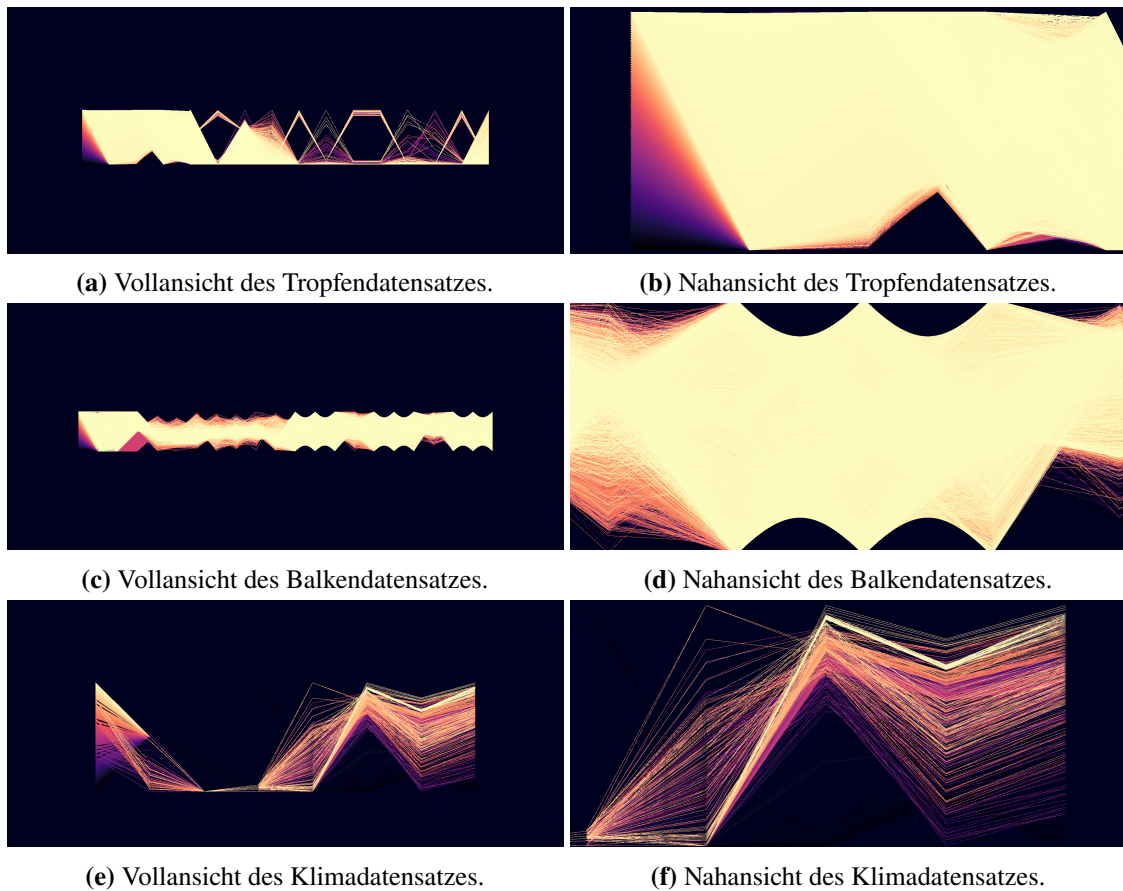 (a) Vollansicht des Tropfendatensatzes.
(b) Nahansicht des Tropfendatensatzes.
(c) Vollansicht des Balkendatensatzes.
(d) Nahansicht des Balkendatensatzes.
(e) Vollansicht des Klimadatensatzes.
(f) Nahansicht des Klimadatensatzes.